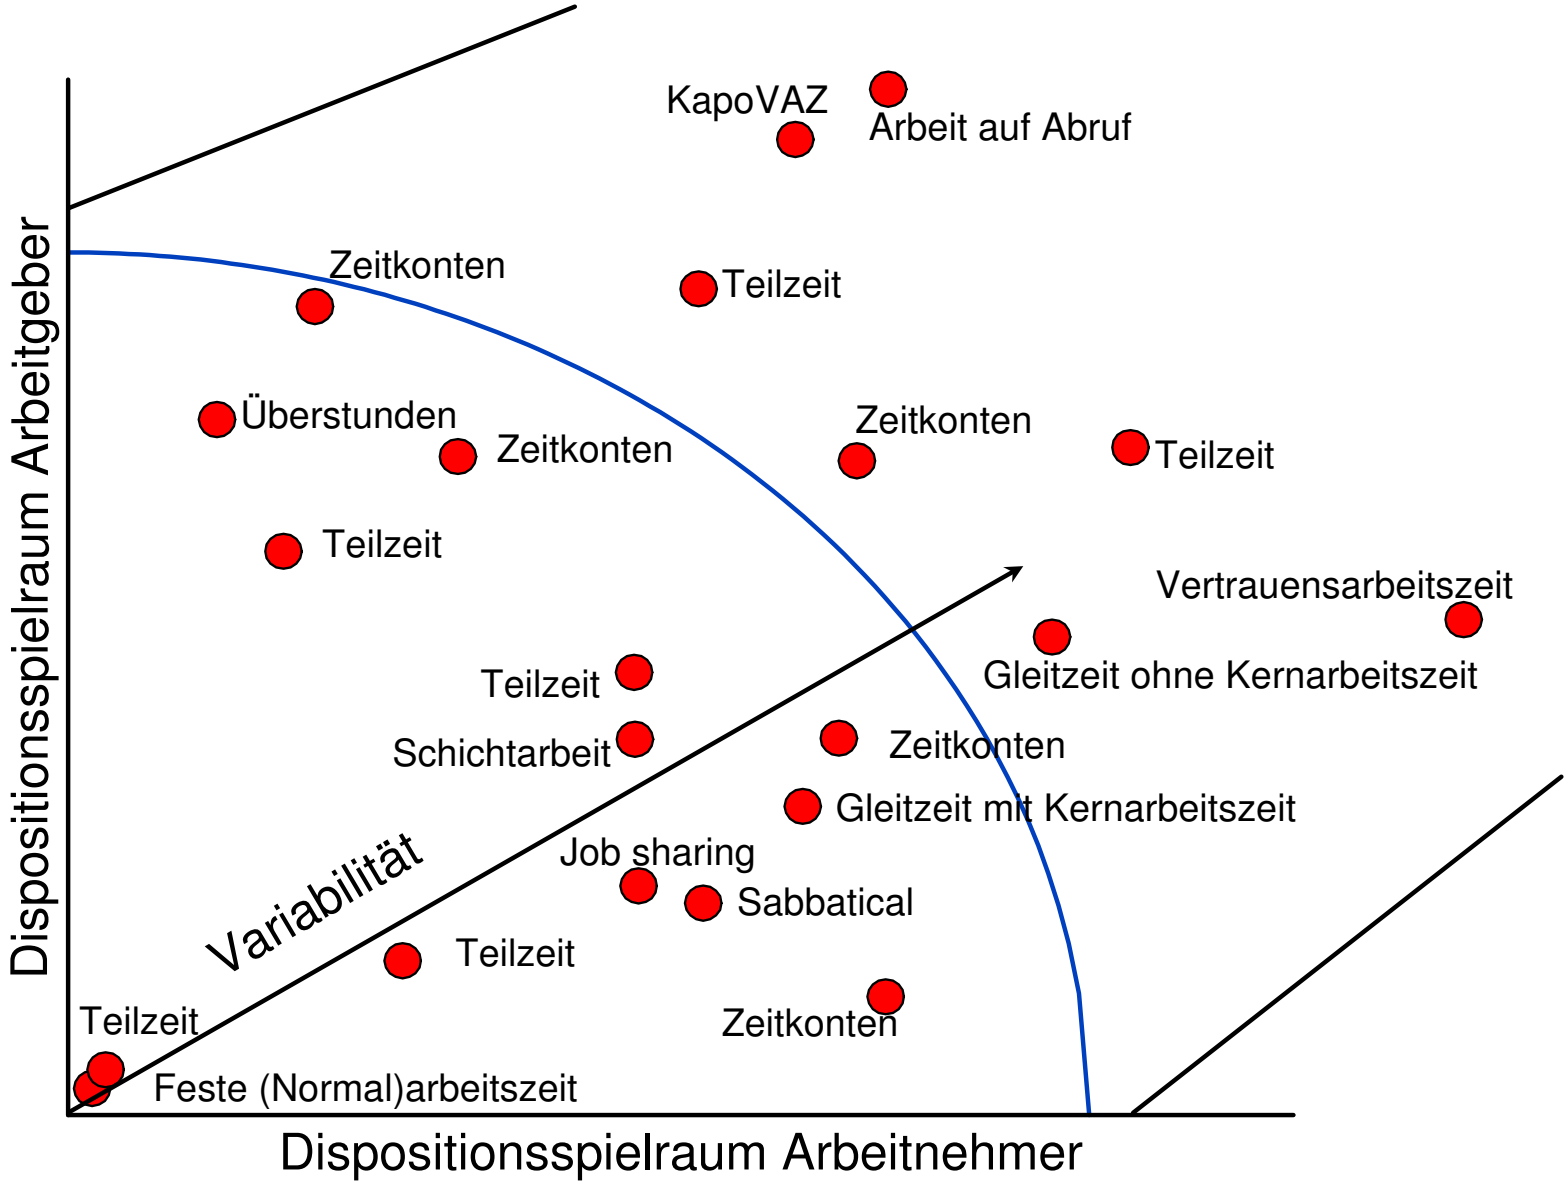 KapoVAZ
Arbeit auf Abruf
Zeitkonten
Teilzeit
Überstunden
Zeitkonten
Zeitkonten
Teilzeit
Teilzeit
Vertrauensarbeitszeit
Gleitzeit ohne Kernarbeitszeit
Teilzeit
Schichtarbeit
Zeitkonten
Gleitzeit mit Kernarbeitszeit
Job sharing
Sabbatical
Variabilität
Teilzeit
Zeitkonten
Teilzeit
Feste (Normal)arbeitszeit
Dispositionsspielraum Arbeitgeber
Dispositionsspielraum Arbeitnehmer